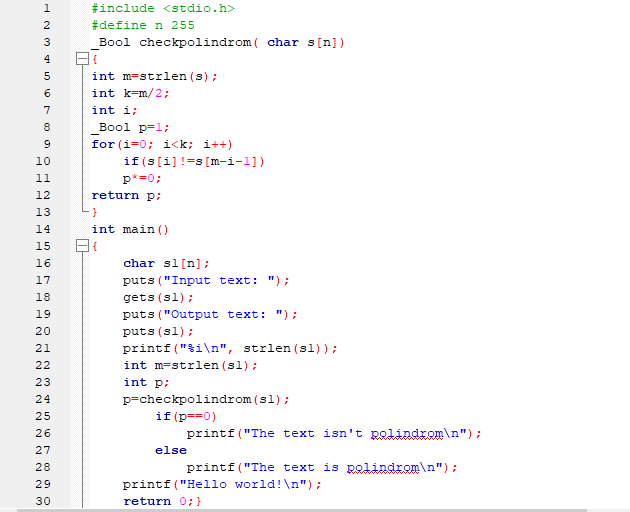 1 #include <stdio.h>
2 #define n 255
3 _Bool checkpolindrom( char s[n])
4 {
5 int m=strlen(s);
6 int k=m/2;
7 int i;
8 _Bool p=1;
9 for(i=0; i<k; i++)
10 if(s[i]!=s[m-i-1])
11 p*=0;
12 return p;
13 }
14 int main()
15 {
16 char s1[n];
17 puts("Input text: ");
18 gets(s1);
19 puts("Output text: ");
20 puts(s1);
21 printf("%i\n", strlen(s1));
22 int m=strlen(s1);
23 int p;
24 p=checkpolindrom(s1);
25 if(p==0)
26 printf("The text isn't polindrom\n");
27 else
28 printf("The text is polindrom\n");
29 printf("Hello world!\n");
30 return 0;}